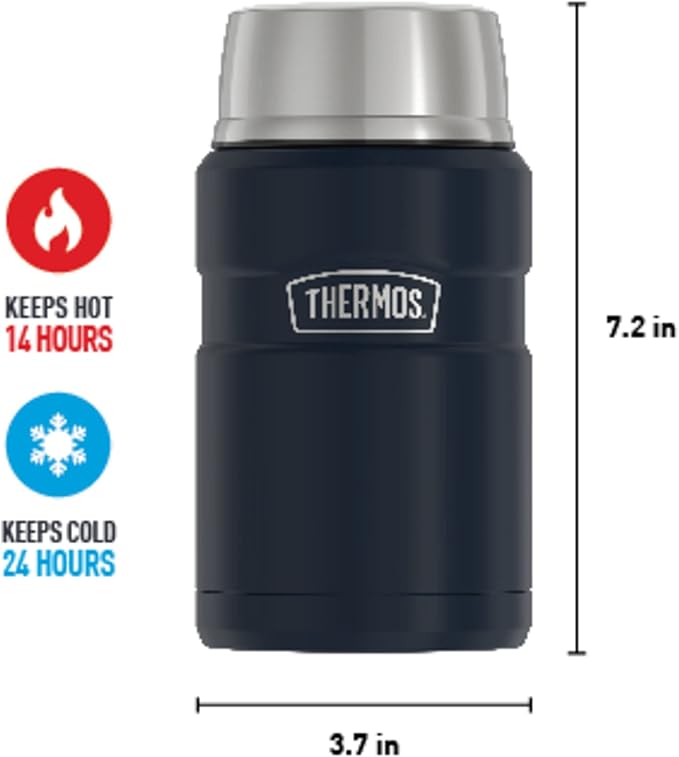 THERMOS.
KEEPS HOT
14 HOURS
KEEPS COLD
24 HOURS
7.2 in
3.7 in